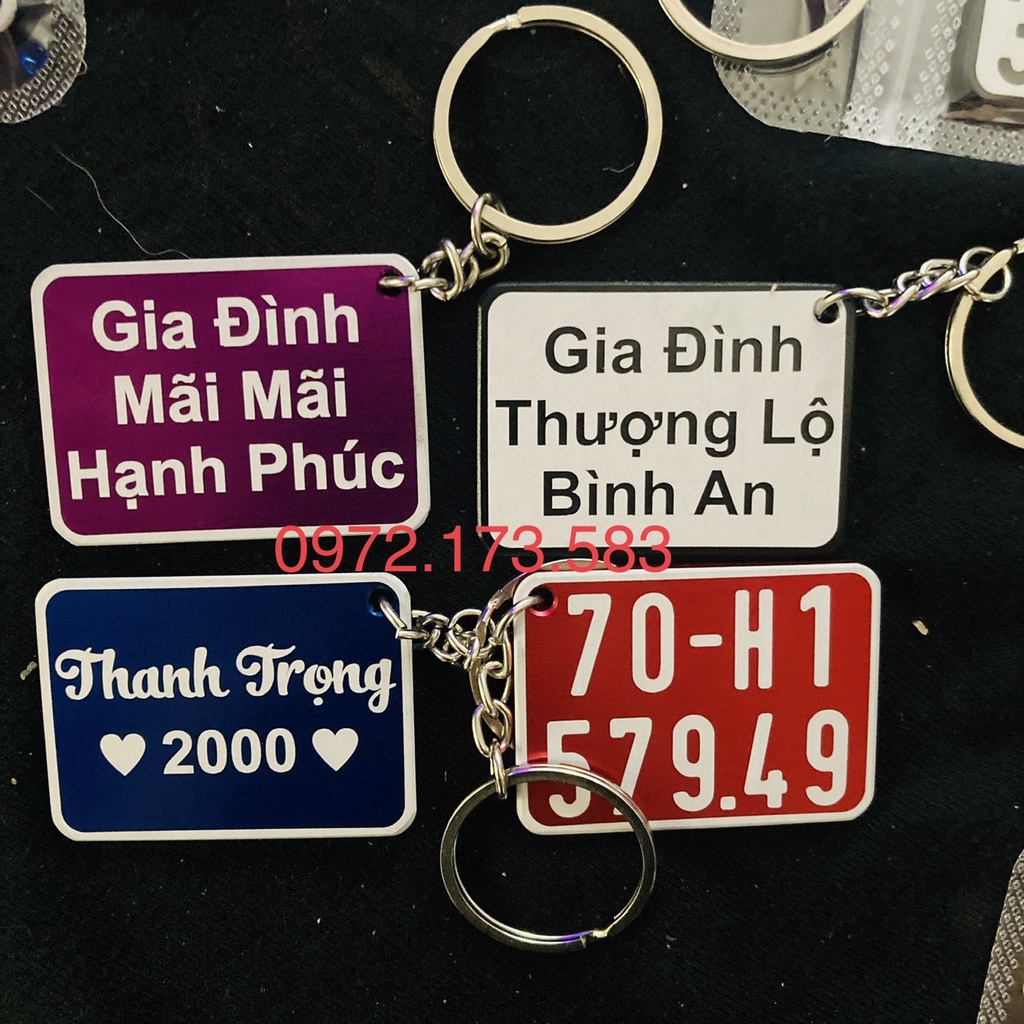 Gia Đình
Mãi Mãi
Hạnh Phúc
Gia Đình
Thượng Lộ
Bình An
0972.173.583
Thanh Trọng
♥ 2000 ♥
70-H1
579.49